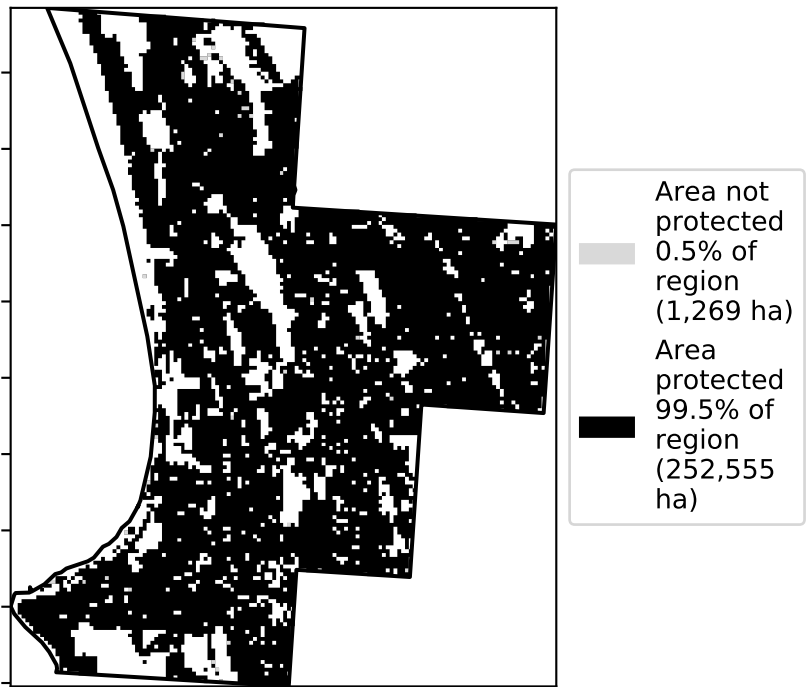 Area not
protected
0.5% of
region
(1,269 ha)
Area
protected
99.5% of
region
(252,555
ha)